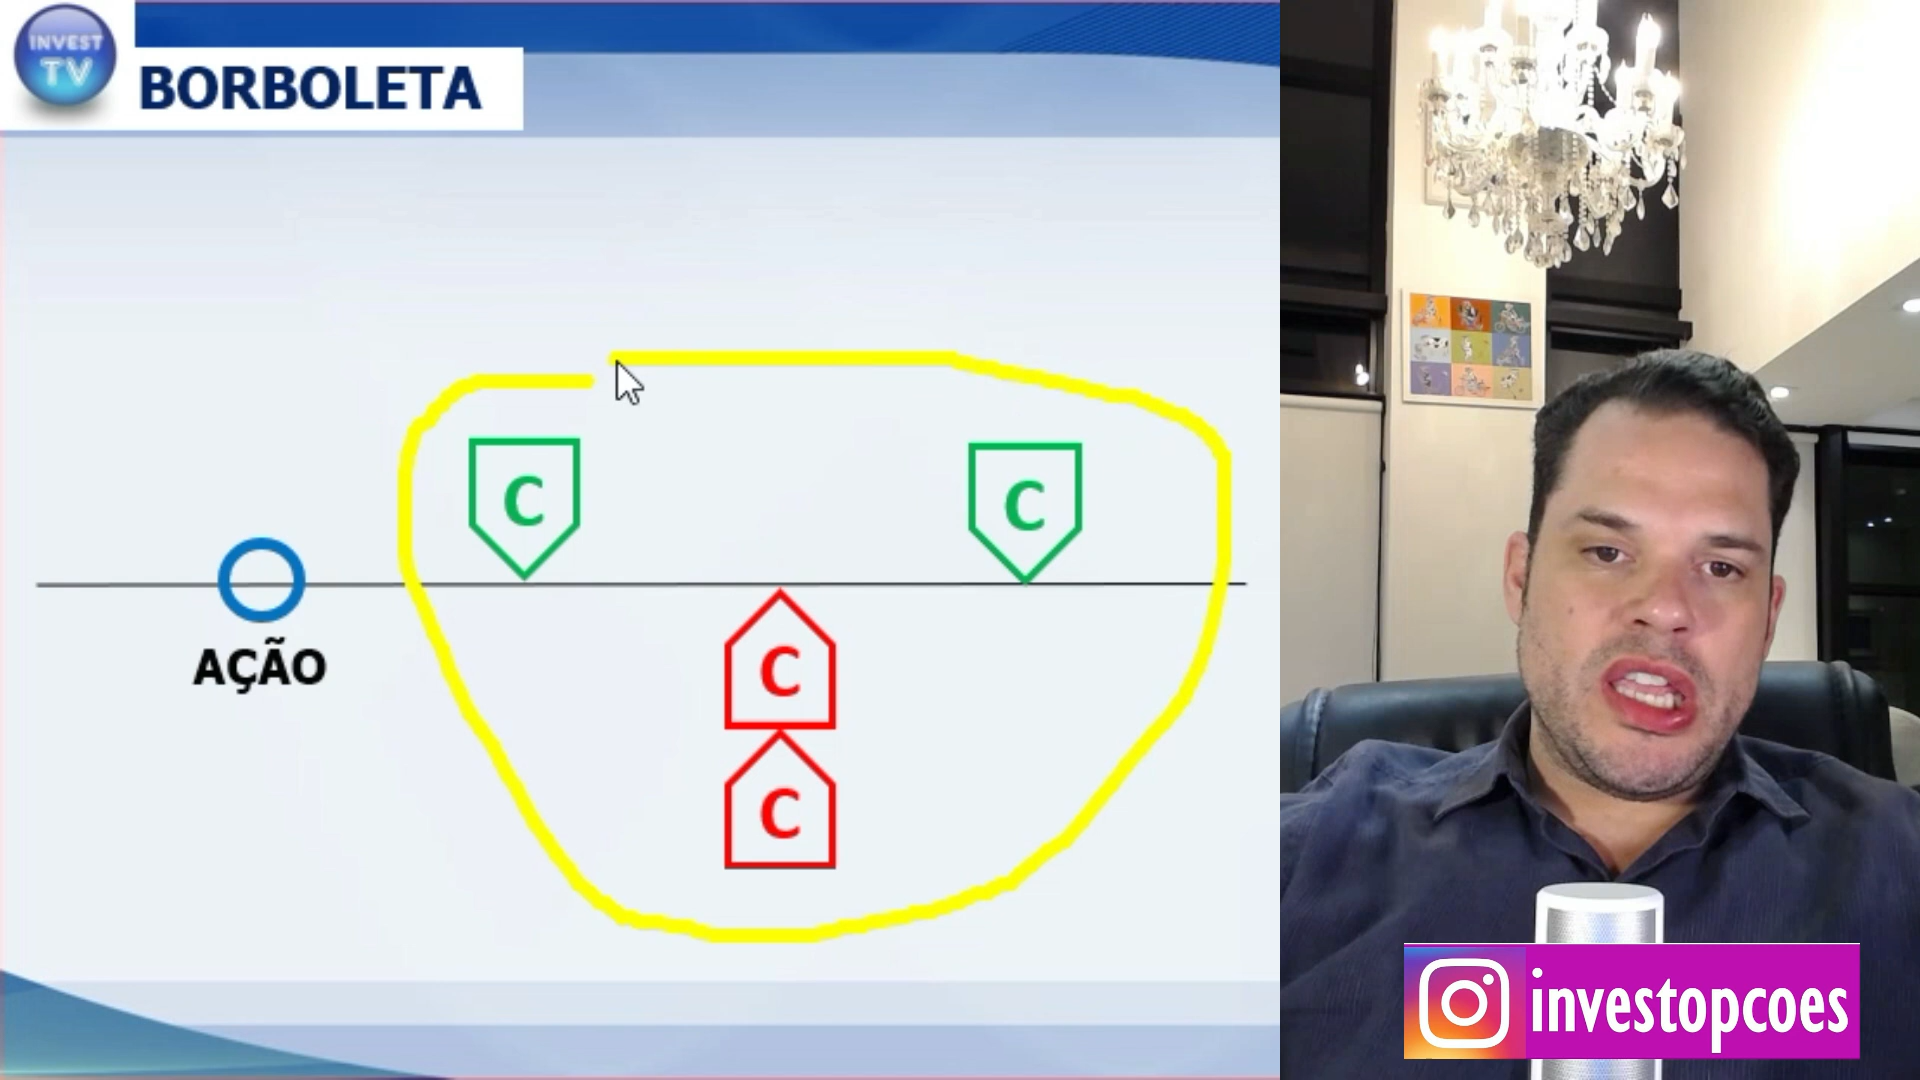 INVEST
TV
BORBOLETA
C
C
AÇÃO
C
C
investopcoes